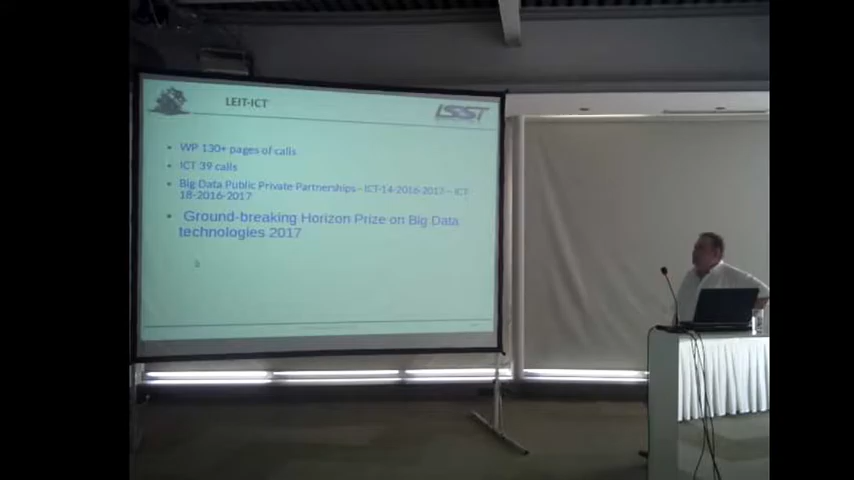 LEIT-ICT
LSST
WP 130+ pages of calls
ICT 39 calls
Big Data Public Private Partnerships - ICT-14-2016-2017 – ICT
18-2016-2017
Ground-breaking Horizon Prize on Big Data
technologies 2017